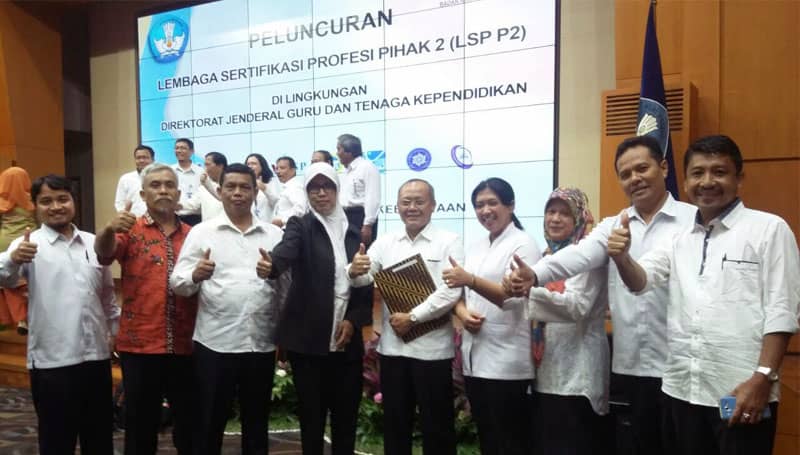 PELUNCURAN
LEMBAGA SERTIFIKASI PROFESI PIHAK 2 (LSP P2)
DI LINGKUNGAN
DIREKTORAT JENDERAL GURU DAN TENAGA KEPENDIDIKAN